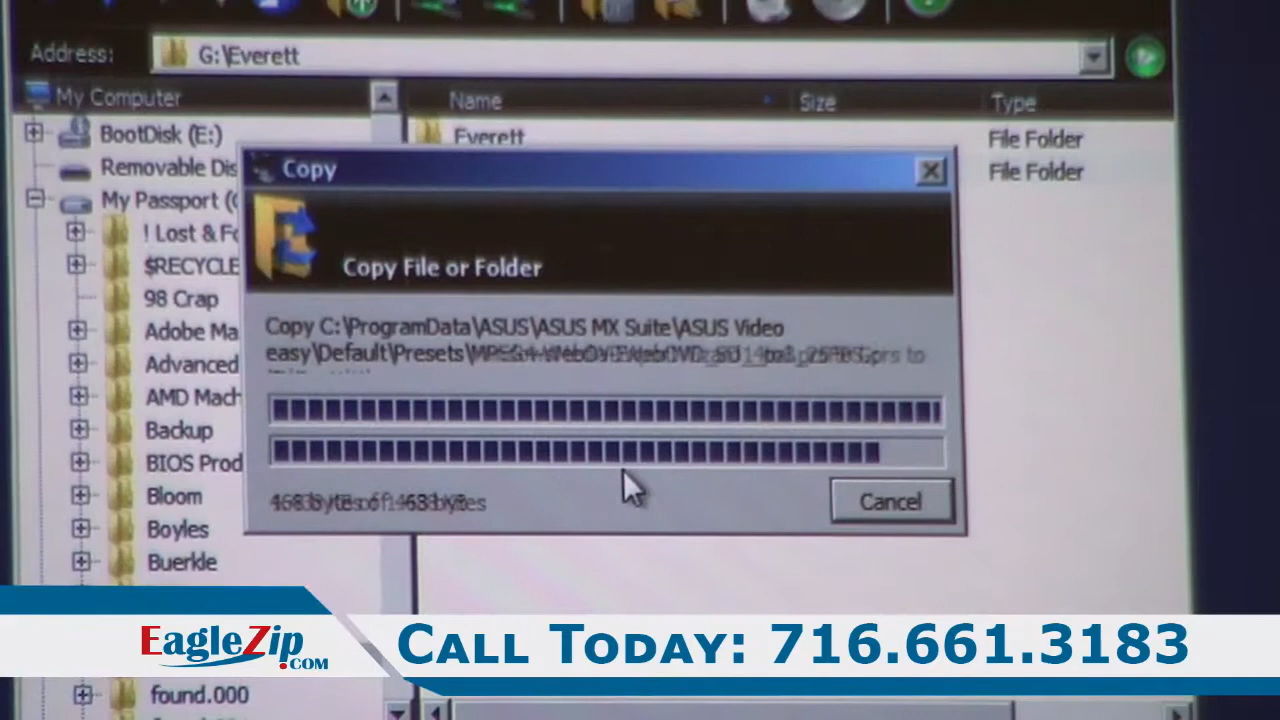 Address: G:\Everett
My Computer
Name Size Type
BootDisk (E:)
Everett File Folder
Removable Dis
File Folder
My Passport
! Lost & Fo
$RECYCLE
98 Crap
Adobe Ma
Advanced
AMD Mach
Backup
BIOS Prod
Bloom
Boyles
Buerkle
found.000
Copy
Copy File or Folder
Copy C:\ProgramData\ASUS\ASUS MX Suite\ASUS Video
easy\Default\Presets\
to
bytes
Cancel
EagleZip.com
Call Today: 716.661.3183